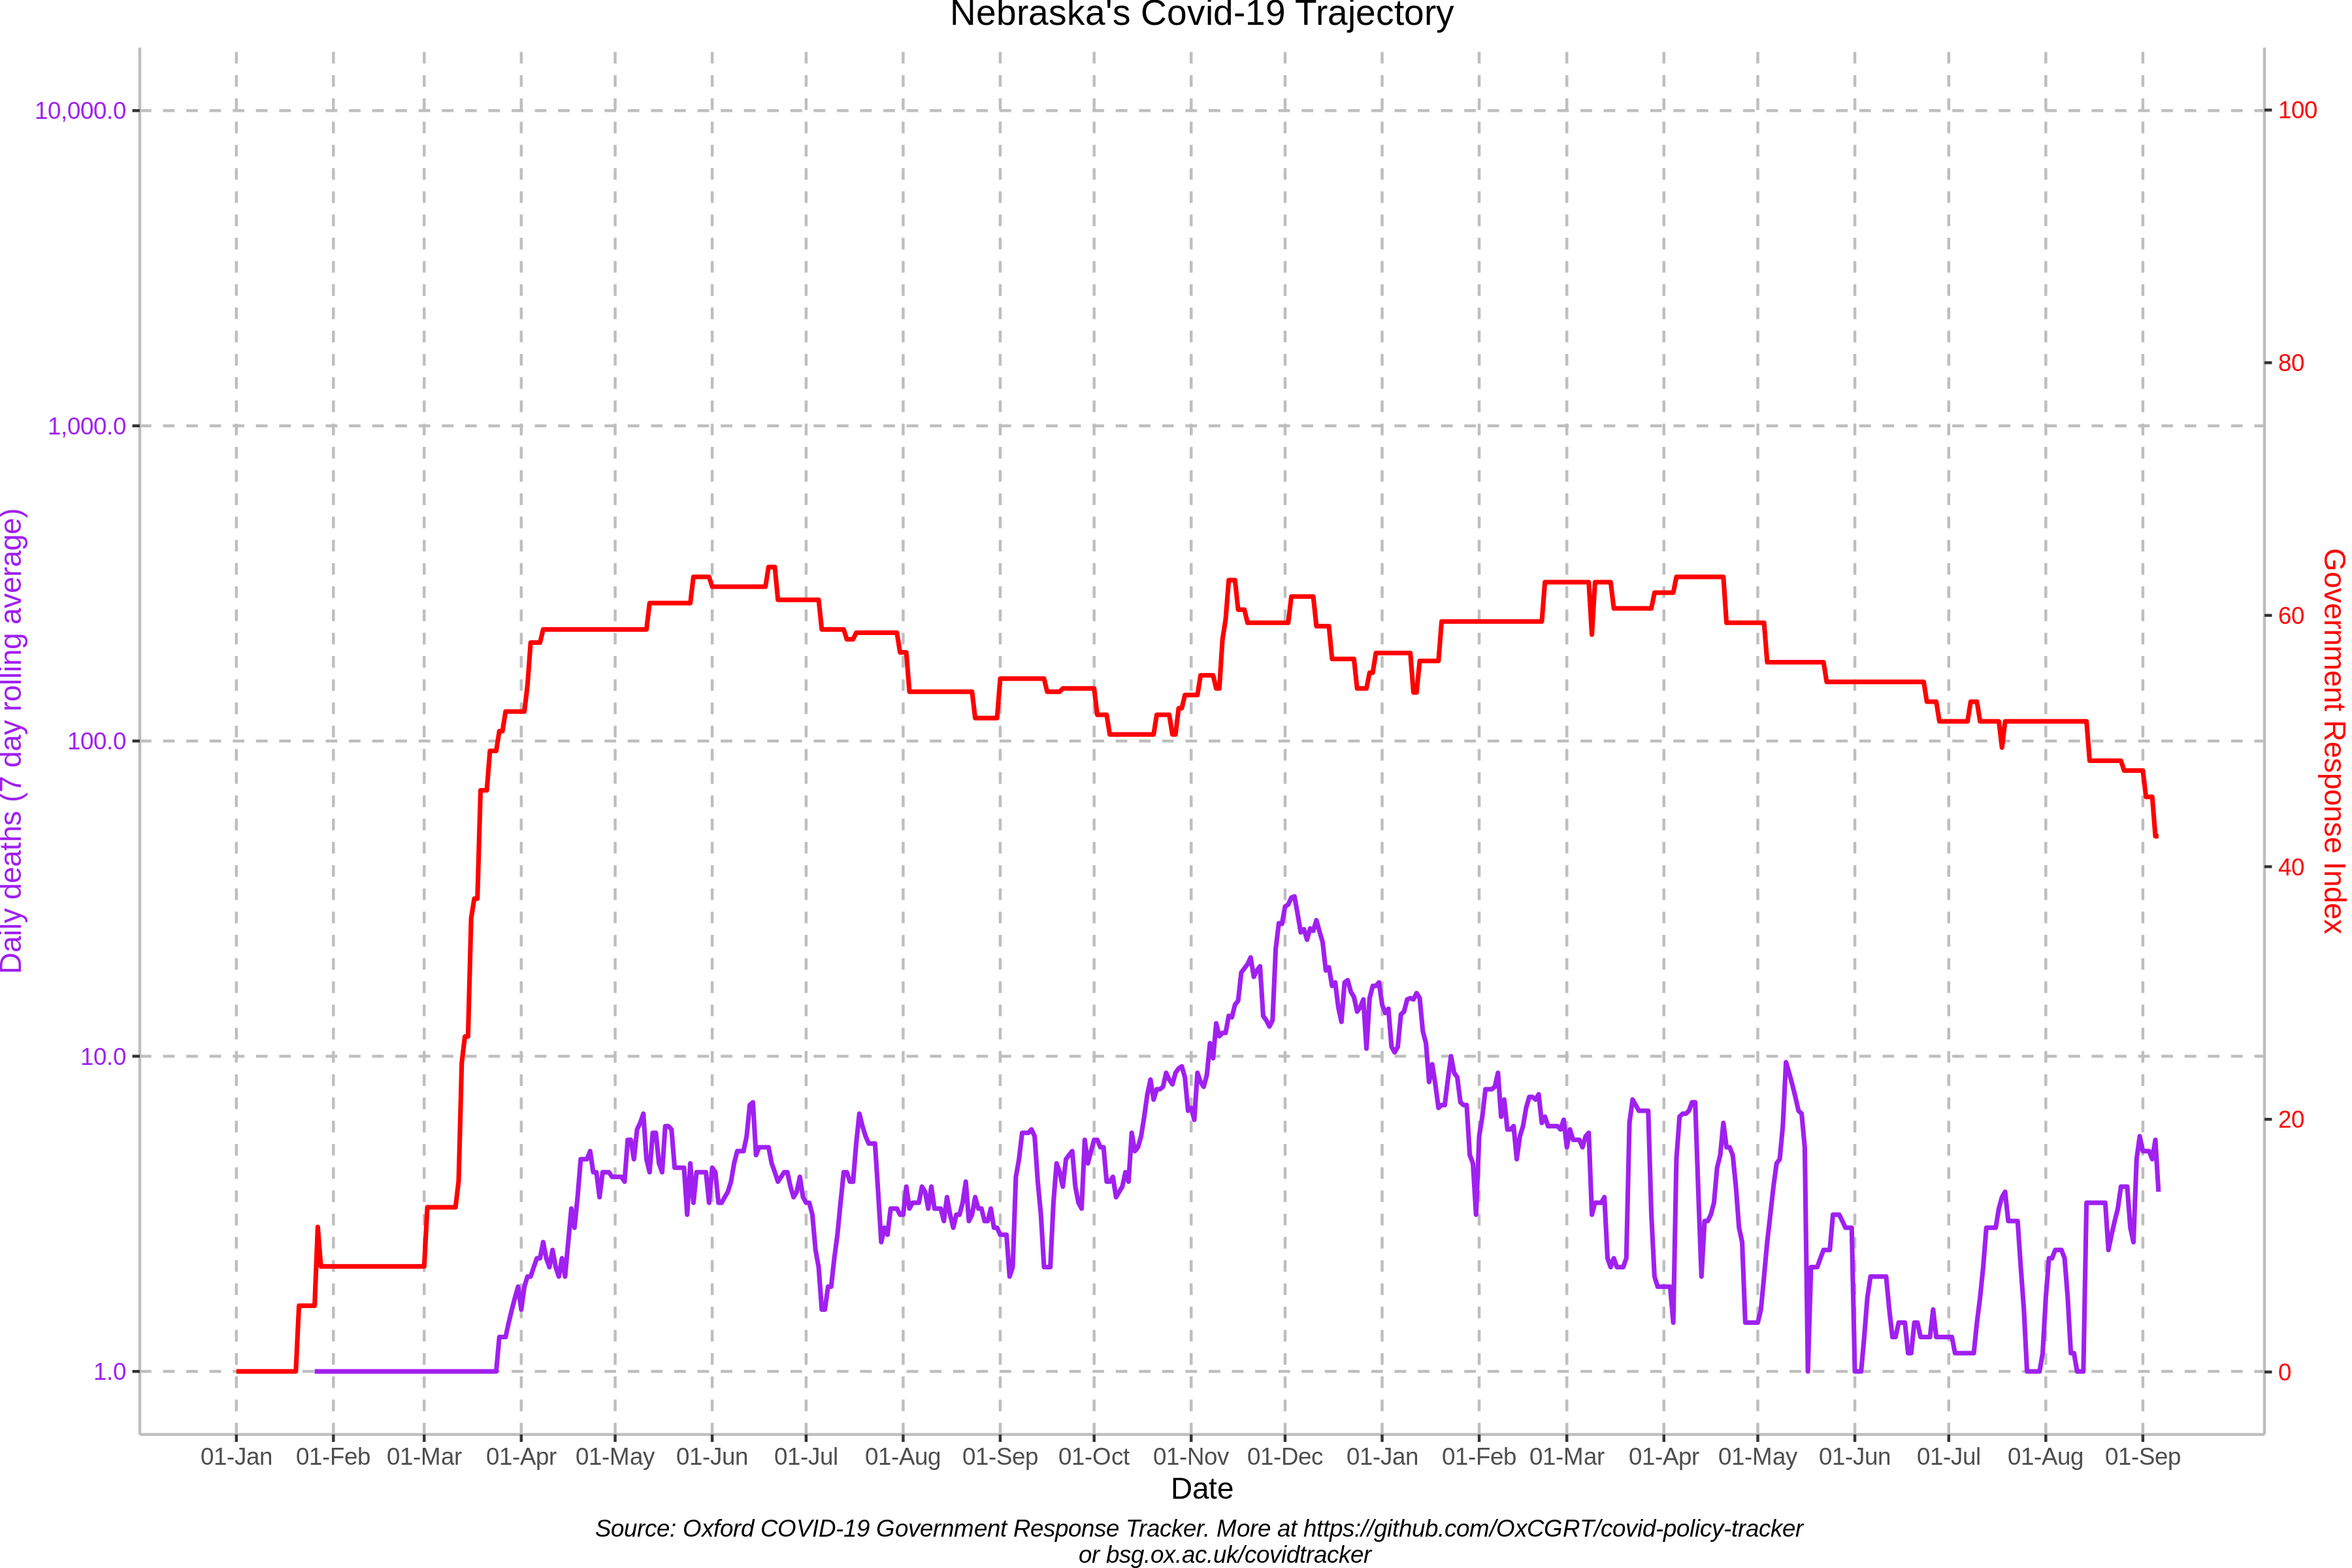 Nebraska's Covid-19 Trajectory
10,000.0
1,000.0
100.0
10.0
1.0
Daily deaths (7 day rolling average)
100
80
60
40
20
0
Government Response Index
01-Jan 01-Feb 01-Mar 01-Apr 01-May 01-Jun 01-Jul 01-Aug 01-Sep 01-Oct 01-Nov 01-Dec 01-Jan 01-Feb 01-Mar 01-Apr 01-May 01-Jun 01-Jul 01-Aug 01-Sep
Date
Source: Oxford COVID-19 Government Response Tracker. More at https://github.com/OxCGRT/covid-policy-tracker
or bsg.ox.ac.uk/covidtracker